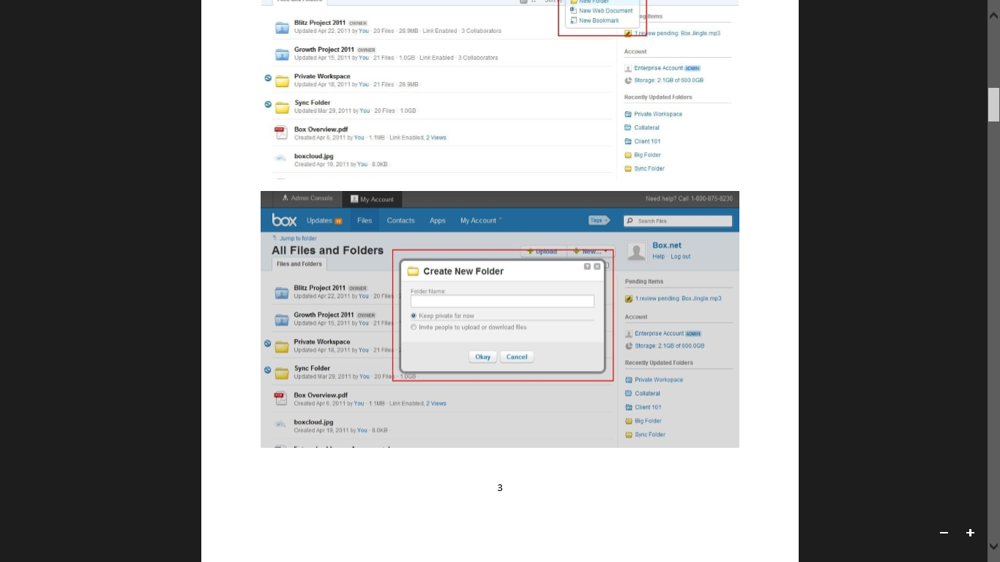 Files and Folders
Sort by:
New Folder
New Web Document
New Bookmark
Blitz Project 2011 OWNER
Updated Apr 22, 2011 by You · 20 Files · 28.9MB · Link Enabled · 3 Collaborators
Growth Project 2011 OWNER
Updated Apr 15, 2011 by You · 21 Files · 1.0GB · Link Enabled · 3 Collaborators
Private Workspace
Updated Apr 18, 2011 by You · 21 Files · 28.9MB ·
Sync Folder
Updated Mar 29, 2011 by You · 20 Files · 1.0GB ·
Box Overview.pdf
Created Apr 6, 2011 by You · 1.1MB · Link Enabled, 2 Views
boxcloud.jpg
Created Apr 19, 2011 by You · 8.0KB ·
Items
1 review pending: Box Jingle.mp3
Account
Enterprise Account ADMIN
Storage: 2.1GB of 600.0GB
Recently Updated Folders
Private Workspace
Collateral
Client 101
Big Folder
Sync Folder
Admin Console
My Account
Need help? Call 1-800-875-8230
box
Updates
Files
Contacts
Apps
My Account
Tags
Search Files
Jump to folder
All Files and Folders
Upload
New...
Files and Folders
Box.net
Help · Log out
Blitz Project 2011 OWNER
Updated Apr 22, 2011 by You · 20 Files
Growth Project 2011 OWNER
Updated Apr 15, 2011 by You · 21 Files
Private Workspace
Updated Apr 18, 2011 by You · 21 Files
Sync Folder
Updated Mar 29, 2011 by You · 20 Files · 1.0GB
Box Overview.pdf
Created Apr 6, 2011 by You · 1.1MB · Link Enabled, 2 Views
boxcloud.jpg
Created Apr 19, 2011 by You · 8.0KB ·
Create New Folder
Folder Name:
Keep private for now
Invite people to upload or download files
Okay
Cancel
Pending Items
1 review pending: Box Jingle.mp3
Account
Enterprise Account ADMIN
Storage: 2.1GB of 600.0GB
Recently Updated Folders
Private Workspace
Collateral
Client 101
Big Folder
Sync Folder
3